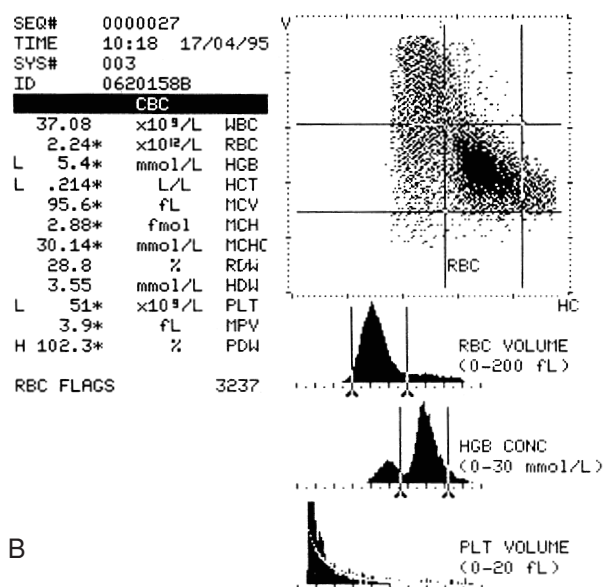 SEQ# 0000027
TIME 10:18 17/04/95
SYS# 003
ID 0620158B
CBC
37.08 x10⁹/L WBC
2.24* x10¹²/L RBC
L 5.4* mmol/L HGB
L .214* L/L HCT
95.6* fL MCV
2.88* fmol MCH
30.14* mmol/L MCHC
28.8 % RDW
3.55 mmol/L HDW
L 51* x10⁹/L PLT
3.9* fL MPV
H 102.3* % PDW
RBC FLAGS 3237
V
RBC
HC
RBC VOLUME
(0-200 fL)
HGB CONC
(0-30 mmol/L)
PLT VOLUME
(0-20 fL)
B